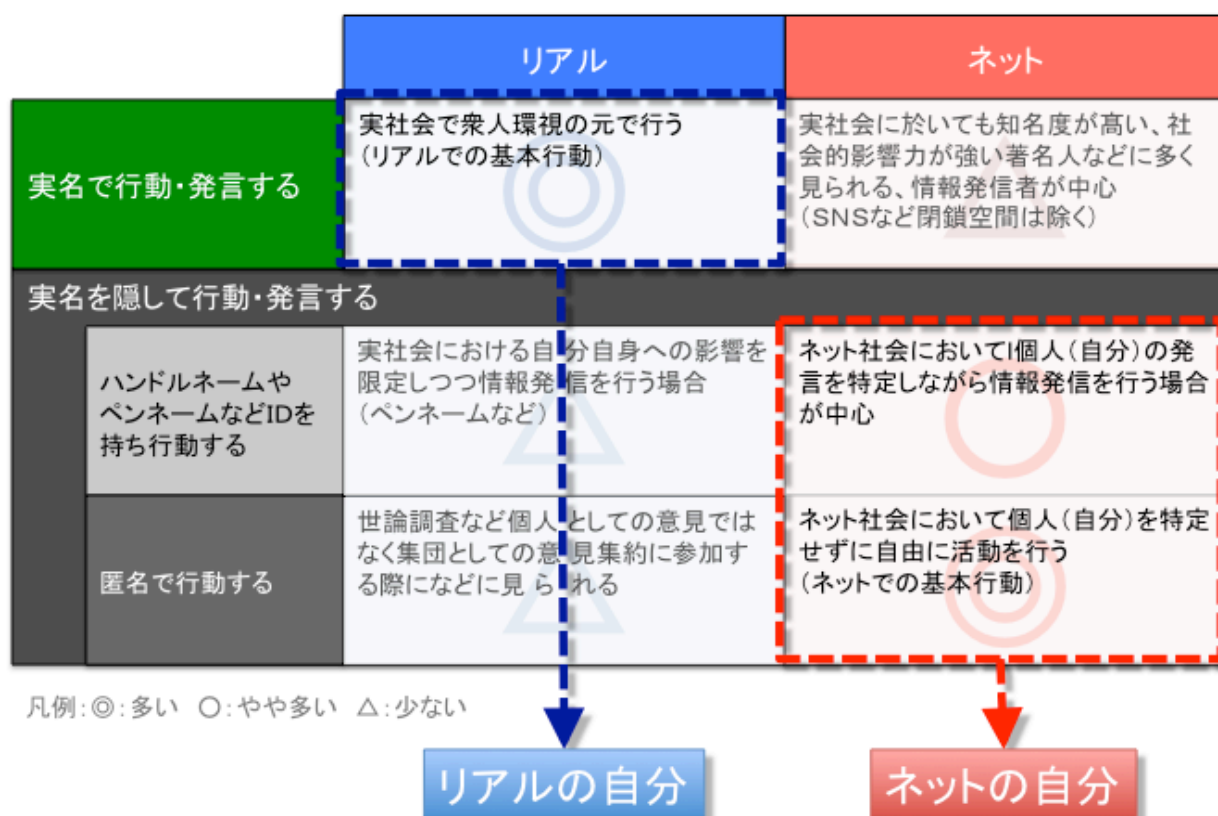 リアル
ネット
実名で行動・発言する
実社会で衆人環視の元で行う
(リアルでの基本行動)
実社会に於いても知名度が高い、社
会的影響力が強い著名人などに多く
見られる、情報発信者が中心
(SNSなど閉鎖空間は除く)
実名を隠して行動・発言する
ハンドルネームや
ペンネームなどIDを
持ち行動する
実社会における自分自身への影響を
限定しつつ情報発信を行う場合
(ペンネームなど)
ネット社会においてI個人(自分)の発
言を特定しながら情報発信を行う場合
が中心
匿名で行動する
世論調査など個人としての意見では
なく集団としての意見集約に参加す
る際になどに見られる
ネット社会において個人(自分)を特定
せずに自由に活動を行う
(ネットでの基本行動)
凡例:◎:多い ○:やや多い △:少ない
リアルの自分
ネットの自分